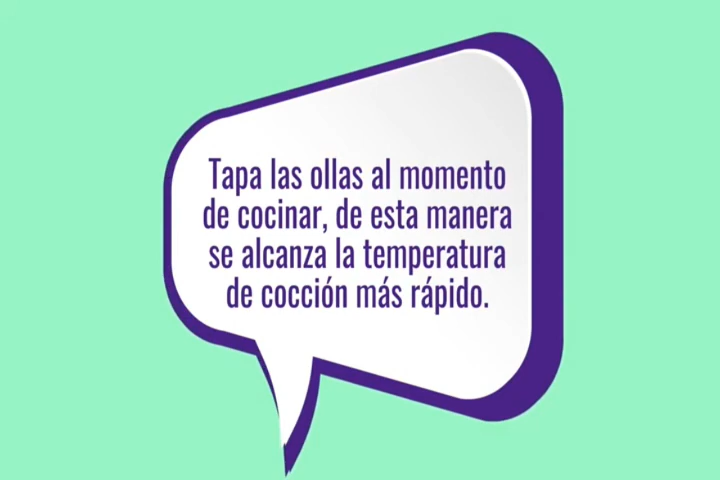 Tapa las ollas al momento
de cocinar, de esta manera
se alcanza la temperatura
de cocción más rápido.